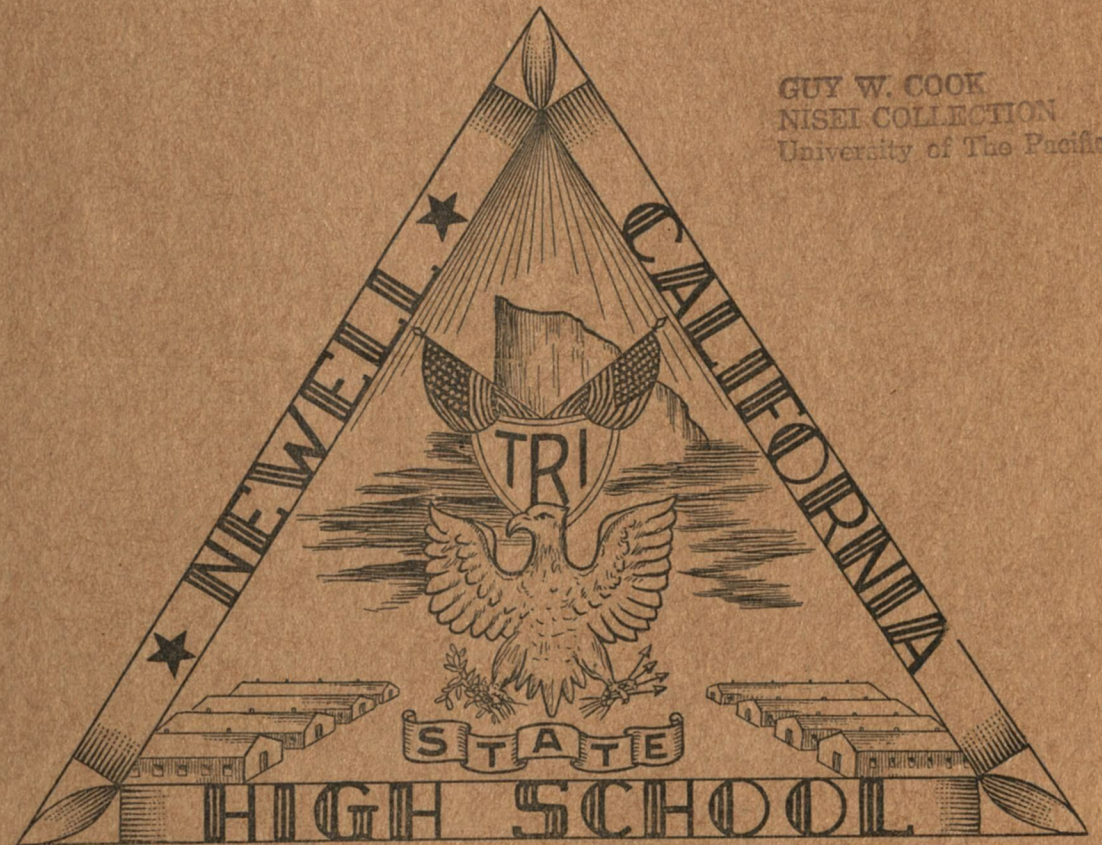 GUY W. COOK
NISEI COLLECTION
University of The Pacific
NEWELL
CALIFORNIA
TRI
STATE
HIGH SCHOOL